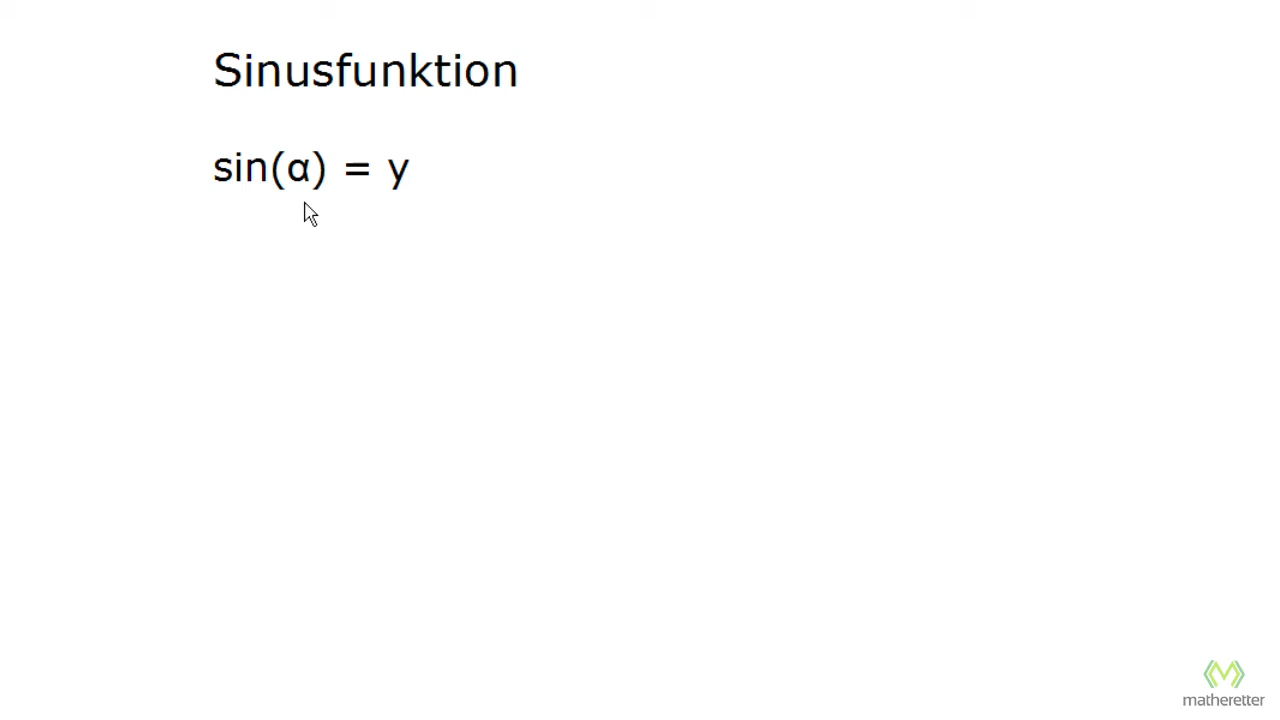 Sinusfunktion
sin(α) = y
matheretter